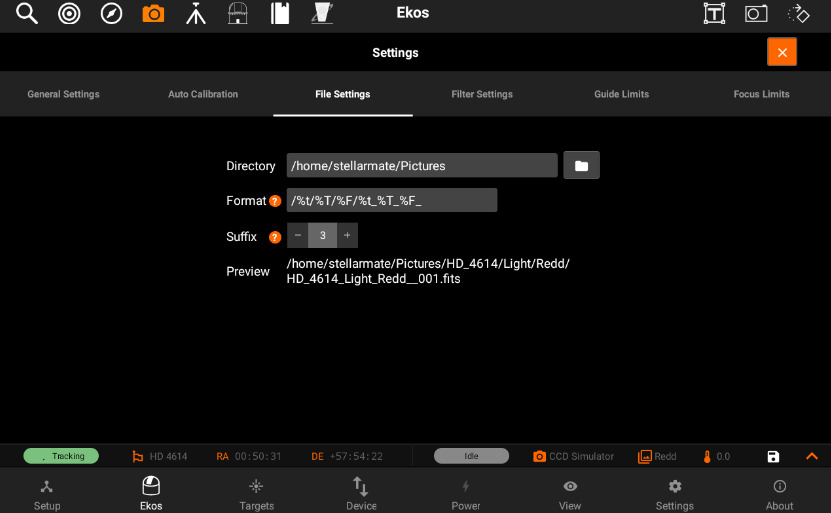 Ekos
Settings
General Settings Auto Calibration File Settings Filter Settings Guide Limits Focus Limits
Directory /home/stellarmate/Pictures
Format ? /%t/%T/%F/%t_%T_%F_
Suffix ? − 3 +
Preview /home/stellarmate/Pictures/HD_4614/Light/Redd/
HD_4614_Light_Redd__001.fits
Tracking HD 4614 RA 00:50:31 DE +57:54:22 Idle CCD Simulator Redd 0.0
Setup Ekos Targets Device Power View Settings About